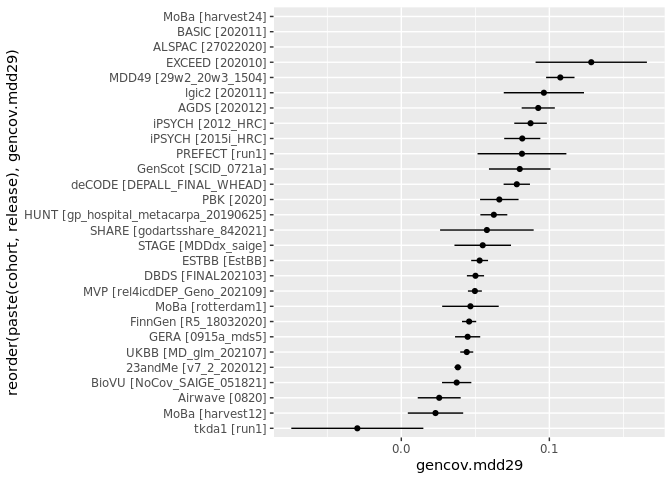 reorder(paste(cohort, release), gencov.mdd29)
MoBa [harvest24]
BASIC [202011]
ALSPAC [27022020]
EXCEED [202010]
MDD49 [29w2_20w3_1504]
lgic2 [202011]
AGDS [202012]
iPSYCH [2012_HRC]
iPSYCH [2015i_HRC]
PREFECT [run1]
GenScot [SCID_0721a]
deCODE [DEPALL_FINAL_WHEAD]
PBK [2020]
HUNT [gp_hospital_metacarpa_20190625]
SHARE [godartsshare_842021]
STAGE [MDDdx_saige]
ESTBB [EstBB]
DBDS [FINAL202103]
MVP [rel4icdDEP_Geno_202109]
MoBa [rotterdam1]
FinnGen [R5_18032020]
GERA [0915a_mds5]
UKBB [MD_glm_202107]
23andMe [v7_2_202012]
BioVU [NoCov_SAIGE_051821]
Airwave [0820]
MoBa [harvest12]
tkda1 [run1]
0.0 0.1
gencov.mdd29